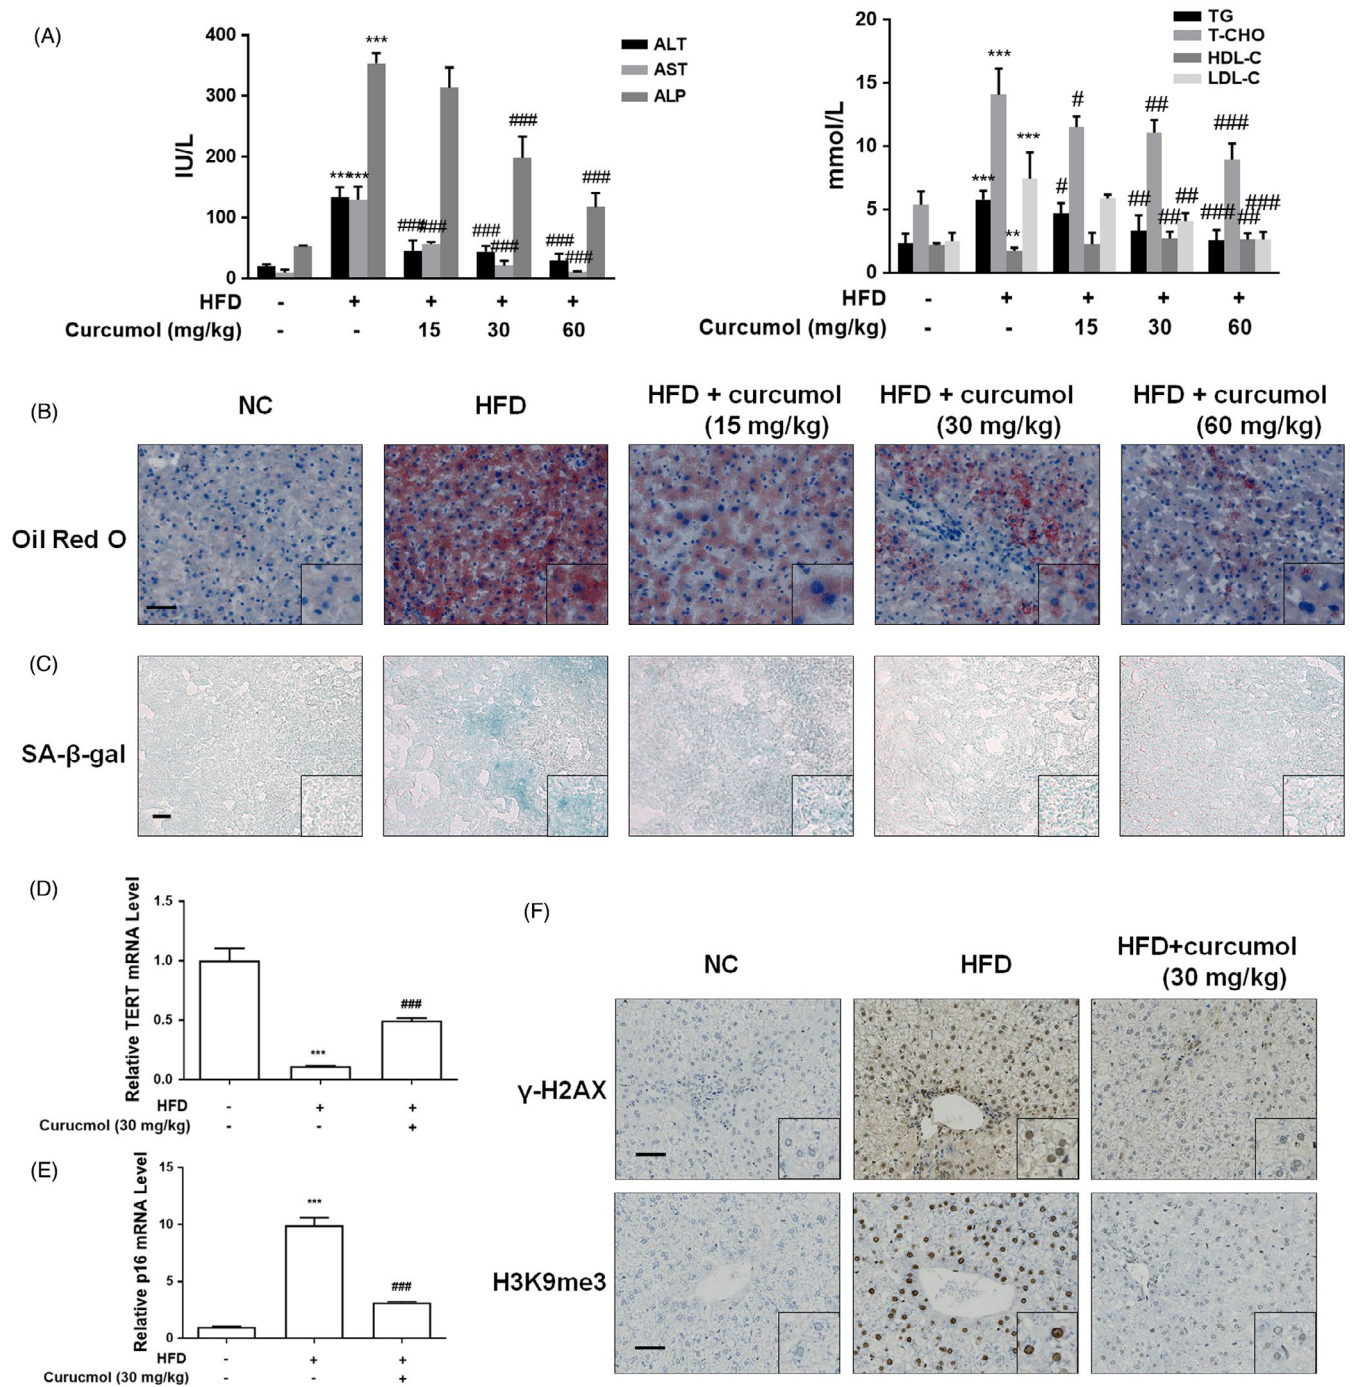 (A)
400
300
200
100
0
IU/L
*** *** ***
### ###
### ### ###
### ### ###
ALT
AST
ALP
HFD - + + + +
Curcumol (mg/kg) - - 15 30 60
20
15
10
5
0
mmol/L
*** *** ** ***
# #
## ## ## ##
### ### ## ###
TG
T-CHO
HDL-C
LDL-C
HFD - + + + +
Curcumol (mg/kg) - - 15 30 60
(B)
NC
HFD
HFD + curcumol
(15 mg/kg)
HFD + curcumol
(30 mg/kg)
HFD + curcumol
(60 mg/kg)
Oil Red O
(C)
SA-β-gal
(D)
Relative TERT mRNA Level
1.5
1.0
0.5
0.0
***
###
HFD - + +
Curucmol (30 mg/kg) - - +
(E)
Relative p16 mRNA Level
15
10
5
0
***
###
HFD - + +
Curucmol (30 mg/kg) - - +
(F)
NC
HFD
HFD+curcumol
(30 mg/kg)
γ-H2AX
H3K9me3